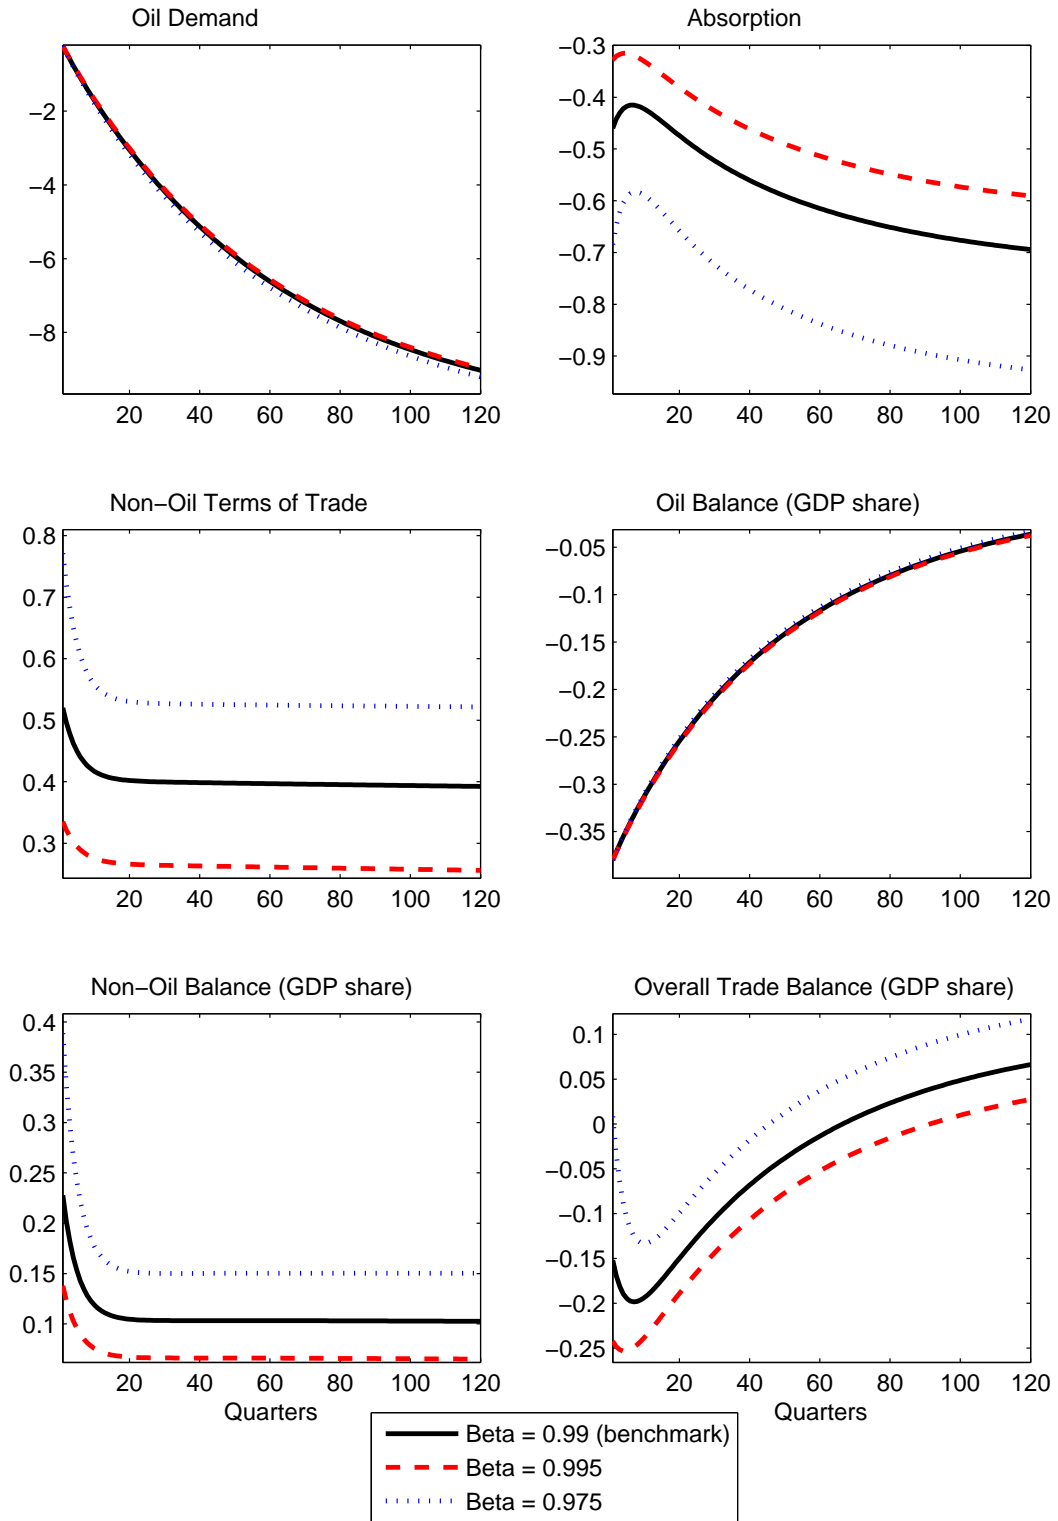 Oil Demand
−2
−4
−6
−8
20 40 60 80 100 120
Absorption
−0.3
−0.4
−0.5
−0.6
−0.7
−0.8
−0.9
20 40 60 80 100 120
Non−Oil Terms of Trade
0.8
0.7
0.6
0.5
0.4
0.3
20 40 60 80 100 120
Oil Balance (GDP share)
−0.05
−0.1
−0.15
−0.2
−0.25
−0.3
−0.35
20 40 60 80 100 120
Non−Oil Balance (GDP share)
0.4
0.35
0.3
0.25
0.2
0.15
0.1
20 40 60 80 100 120
Quarters
Overall Trade Balance (GDP share)
0.1
0.05
0
−0.05
−0.1
−0.15
−0.2
−0.25
20 40 60 80 100 120
Quarters
Beta = 0.99 (benchmark)
Beta = 0.995
Beta = 0.975